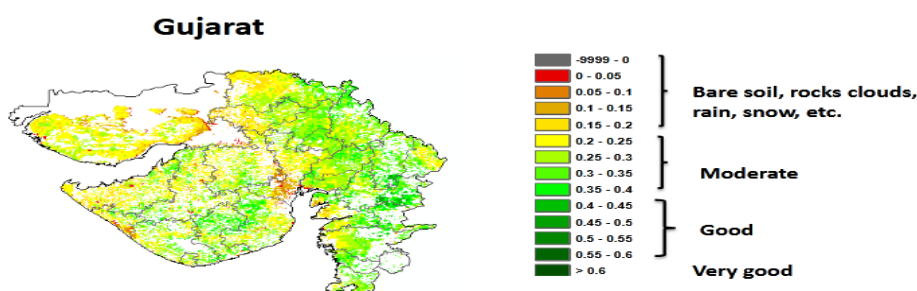 Gujarat
-9999 - 0
0 - 0.05
0.05 - 0.1
0.1 - 0.15
0.15 - 0.2
0.2 - 0.25
0.25 - 0.3
0.3 - 0.35
0.35 - 0.4
0.4 - 0.45
0.45 - 0.5
0.5 - 0.55
0.55 - 0.6
> 0.6
Bare soil, rocks clouds,
rain, snow, etc.
Moderate
Good
Very good